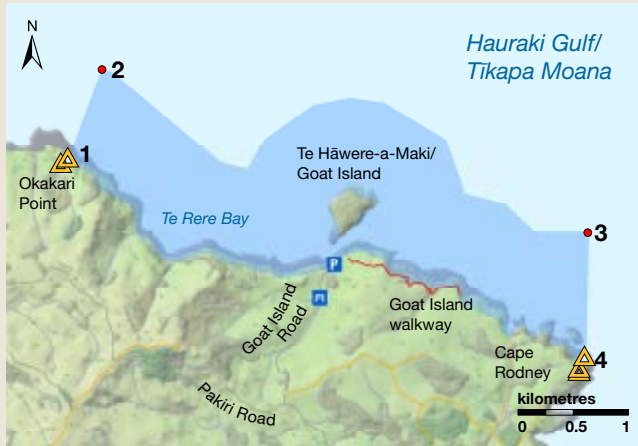 N
Hauraki Gulf/
Tīkapa Moana
2
1
Okakari
Point
Te Hāwere-a-Maki/
Goat Island
Te Rere Bay
3
P
Goat Island
Road
Goat Island
walkway
Cape
Rodney
4
Pakiri Road
kilometres
0 0.5 1